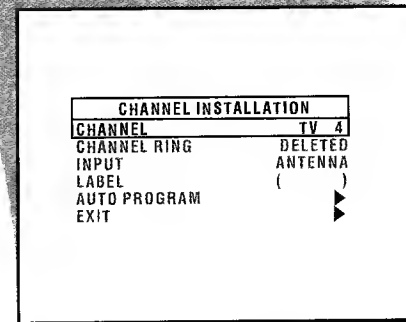 CHANNEL INSTALLATION
CHANNEL TV 4
CHANNEL RING DELETED
INPUT ANTENNA
LABEL ( )
AUTO PROGRAM ▶
EXIT ▶